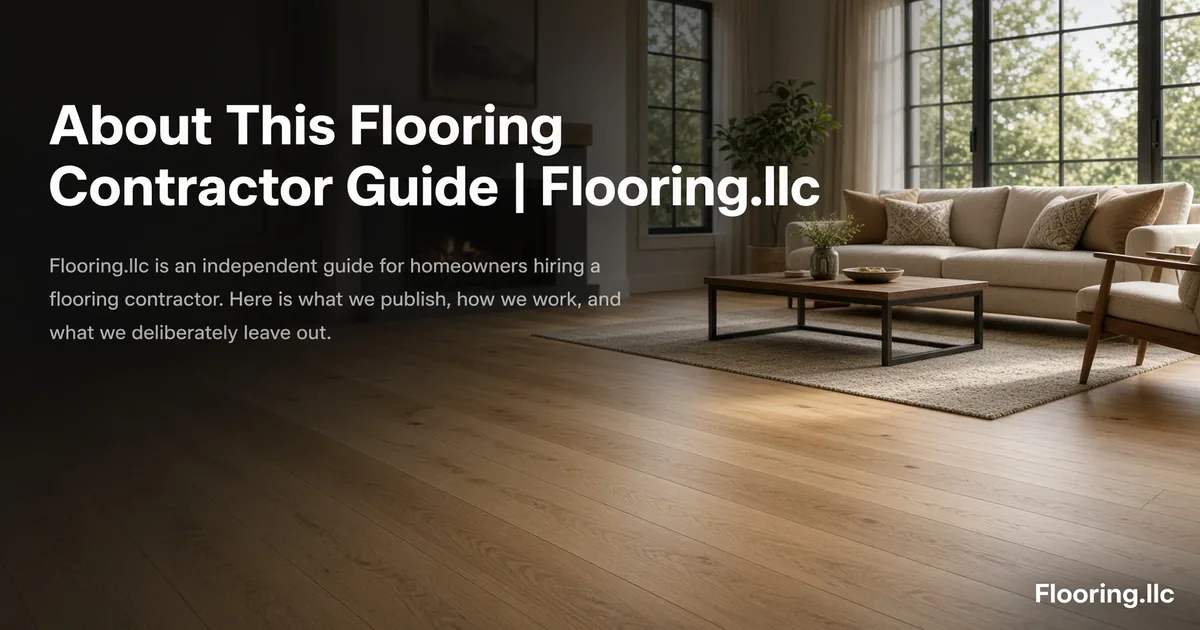 About This Flooring
Contractor Guide | Flooring.llc
Flooring.llc is an independent guide for homeowners hiring a
flooring contractor. Here is what we publish, how we work, and
what we deliberately leave out.
Flooring.llc